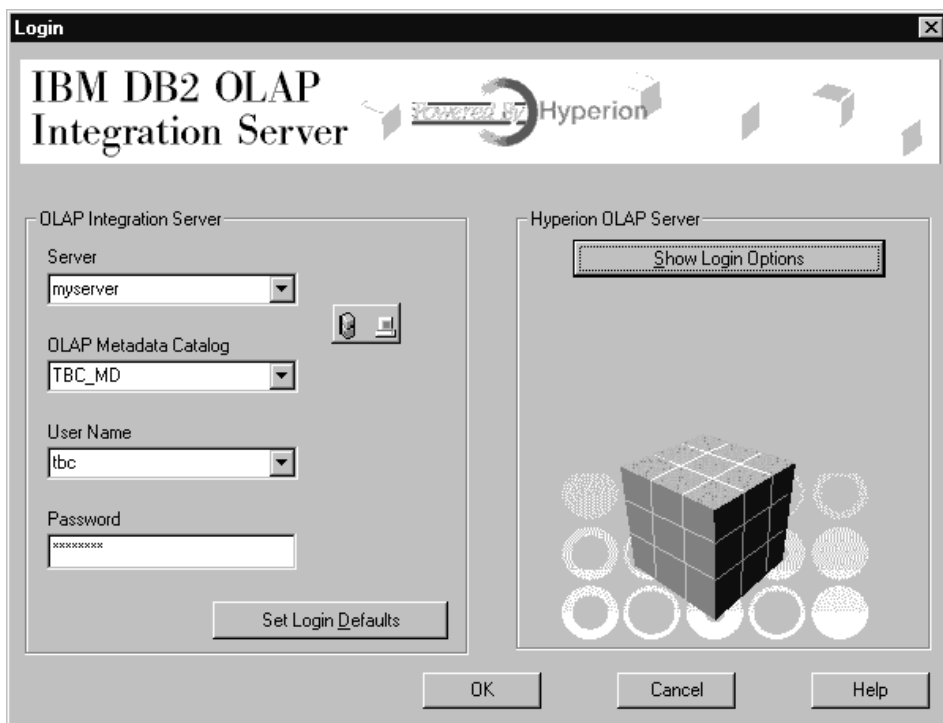 Login
IBM DB2 OLAP
Integration Server
Powered By Hyperion
OLAP Integration Server
Server
myserver
OLAP Metadata Catalog
TBC_MD
User Name
tbc
Password
********
Set Login Defaults
Hyperion OLAP Server
Show Login Options
OK
Cancel
Help